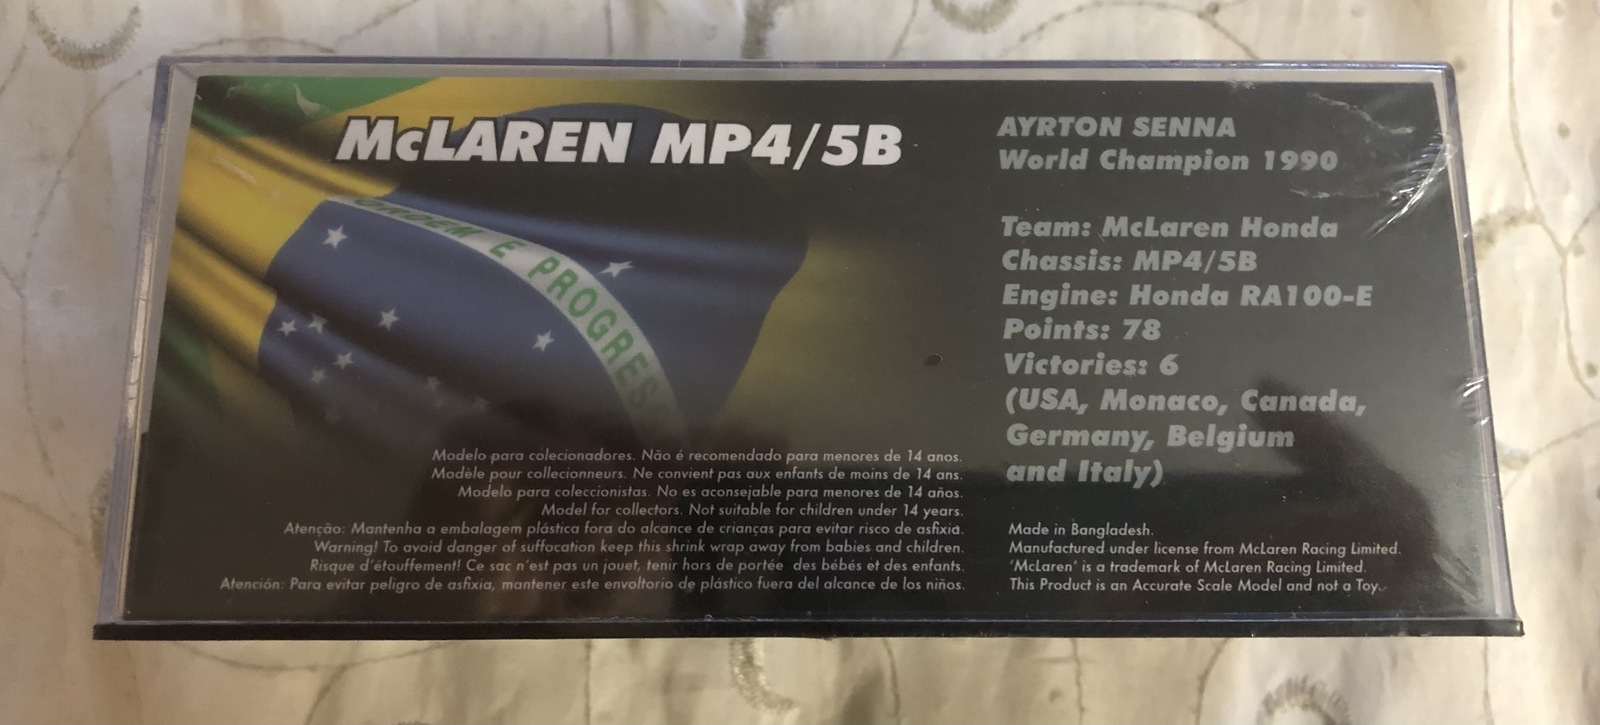 McLAREN MP4/5B
ORDEM E PROGRESS
AYRTON SENNA
World Champion 1990
Team: McLaren Honda
Chassis: MP4/5B
Engine: Honda RA100-E
Points: 78
Victories: 6
(USA, Monaco, Canada,
Germany, Belgium
and Italy)
Modelo para colecionadores. Não é recomendado para menores de 14 anos.
Modèle pour collecionneurs. Ne convient pas aux enfants de moins de 14 ans.
Modelo para coleccionistas. No es aconsejable para menores de 14 años.
Model for collectors. Not suitable for children under 14 years.
Atenção: Mantenha a embalagem plástica fora do alcance de crianças para evitar risco de asfixia.
Warning! To avoid danger of suffocation keep this shrink wrap away from babies and children.
Risque d'étouffement! Ce sac n'est pas un jouet, tenir hors de portée des bébés et des enfants.
Atención: Para evitar peligro de asfixia, mantener este envoltorio de plástico fuera del alcance de los niños.
Made in Bangladesh.
Manufactured under license from McLaren Racing Limited.
'McLaren' is a trademark of McLaren Racing Limited.
This Product is an Accurate Scale Model and not a Toy.